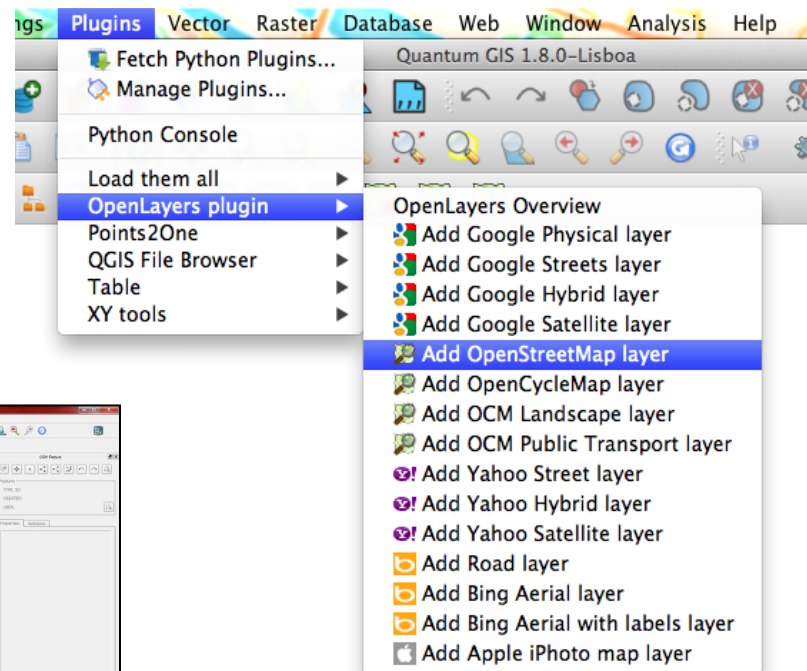 ngs Plugins Vector Raster Database Web Window Analysis Help
Quantum GIS 1.8.0-Lisboa
Fetch Python Plugins...
Manage Plugins...
Python Console
Load them all
OpenLayers plugin
Points2One
QGIS File Browser
Table
XY tools
OpenLayers Overview
Add Google Physical layer
Add Google Streets layer
Add Google Hybrid layer
Add Google Satellite layer
Add OpenStreetMap layer
Add OpenCycleMap layer
Add OCM Landscape layer
Add OCM Public Transport layer
Add Yahoo Street layer
Add Yahoo Hybrid layer
Add Yahoo Satellite layer
Add Road layer
Add Bing Aerial layer
Add Bing Aerial with labels layer
Add Apple iPhoto map layer
Feature
Properties